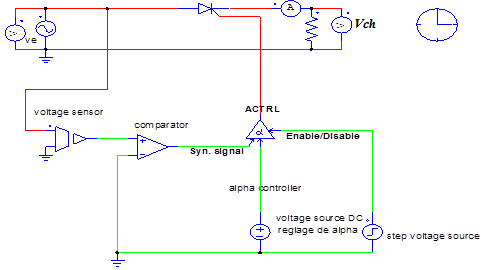 A
V
V
Vch
ve
voltage sensor
comparator
ACTRL
α
Enable/Disable
Syn. signal
alpha controller
voltage source DC
reglage de alpha
step voltage source